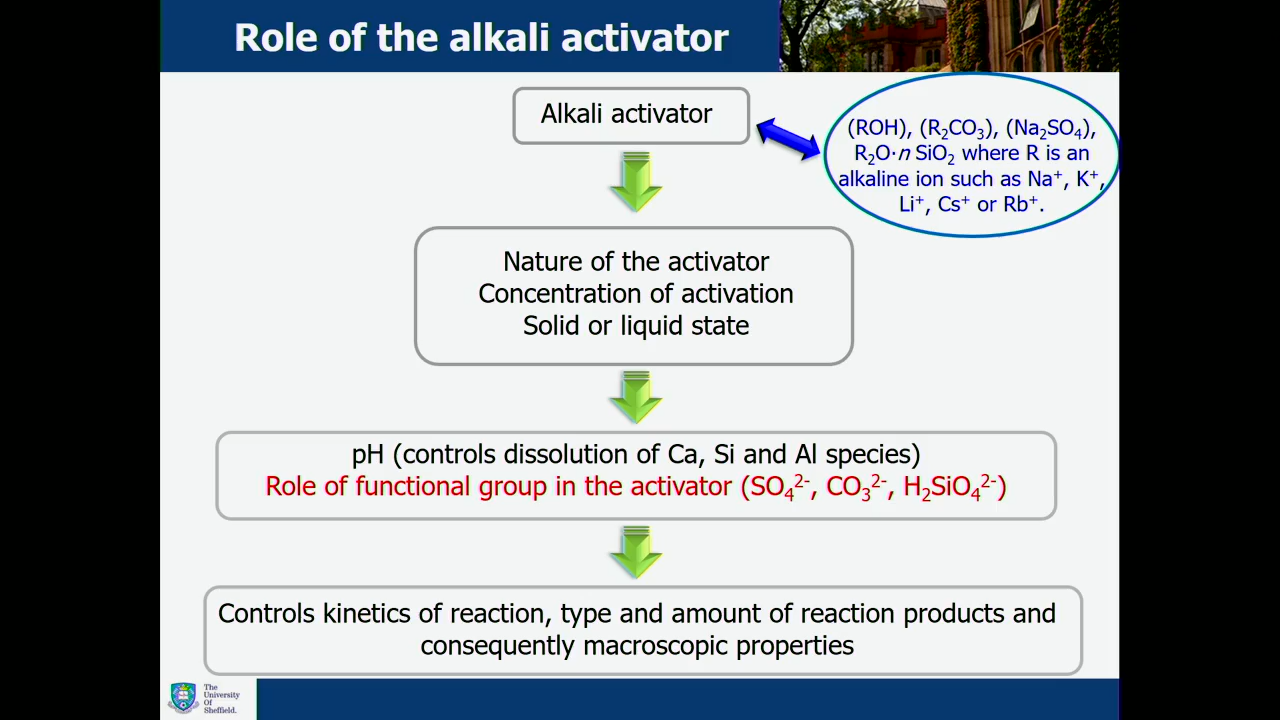 Role of the alkali activator
Alkali activator
(ROH), (R₂CO₃), (Na₂SO₄),
R₂O·n SiO₂ where R is an
alkaline ion such as Na⁺, K⁺,
Li⁺, Cs⁺ or Rb⁺.
Nature of the activator
Concentration of activation
Solid or liquid state
pH (controls dissolution of Ca, Si and Al species)
Role of functional group in the activator (SO₄²⁻, CO₃²⁻, H₂SiO₄²⁻)
Controls kinetics of reaction, type and amount of reaction products and
consequently macroscopic properties
The
University
Of
Sheffield.